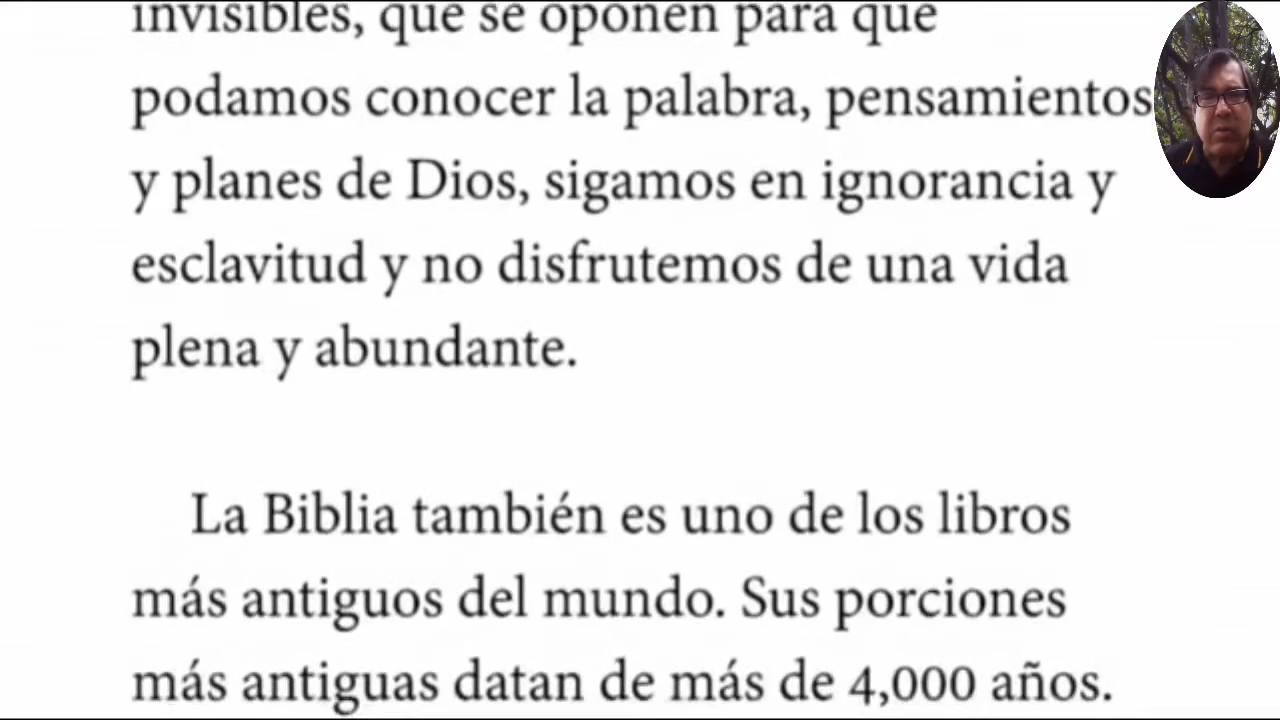 invisibles, que se oponen para que
podamos conocer la palabra, pensamientos
y planes de Dios, sigamos en ignorancia y
esclavitud y no disfrutemos de una vida
plena y abundante.
La Biblia también es uno de los libros
más antiguos del mundo. Sus porciones
más antiguas datan de más de 4,000 años.